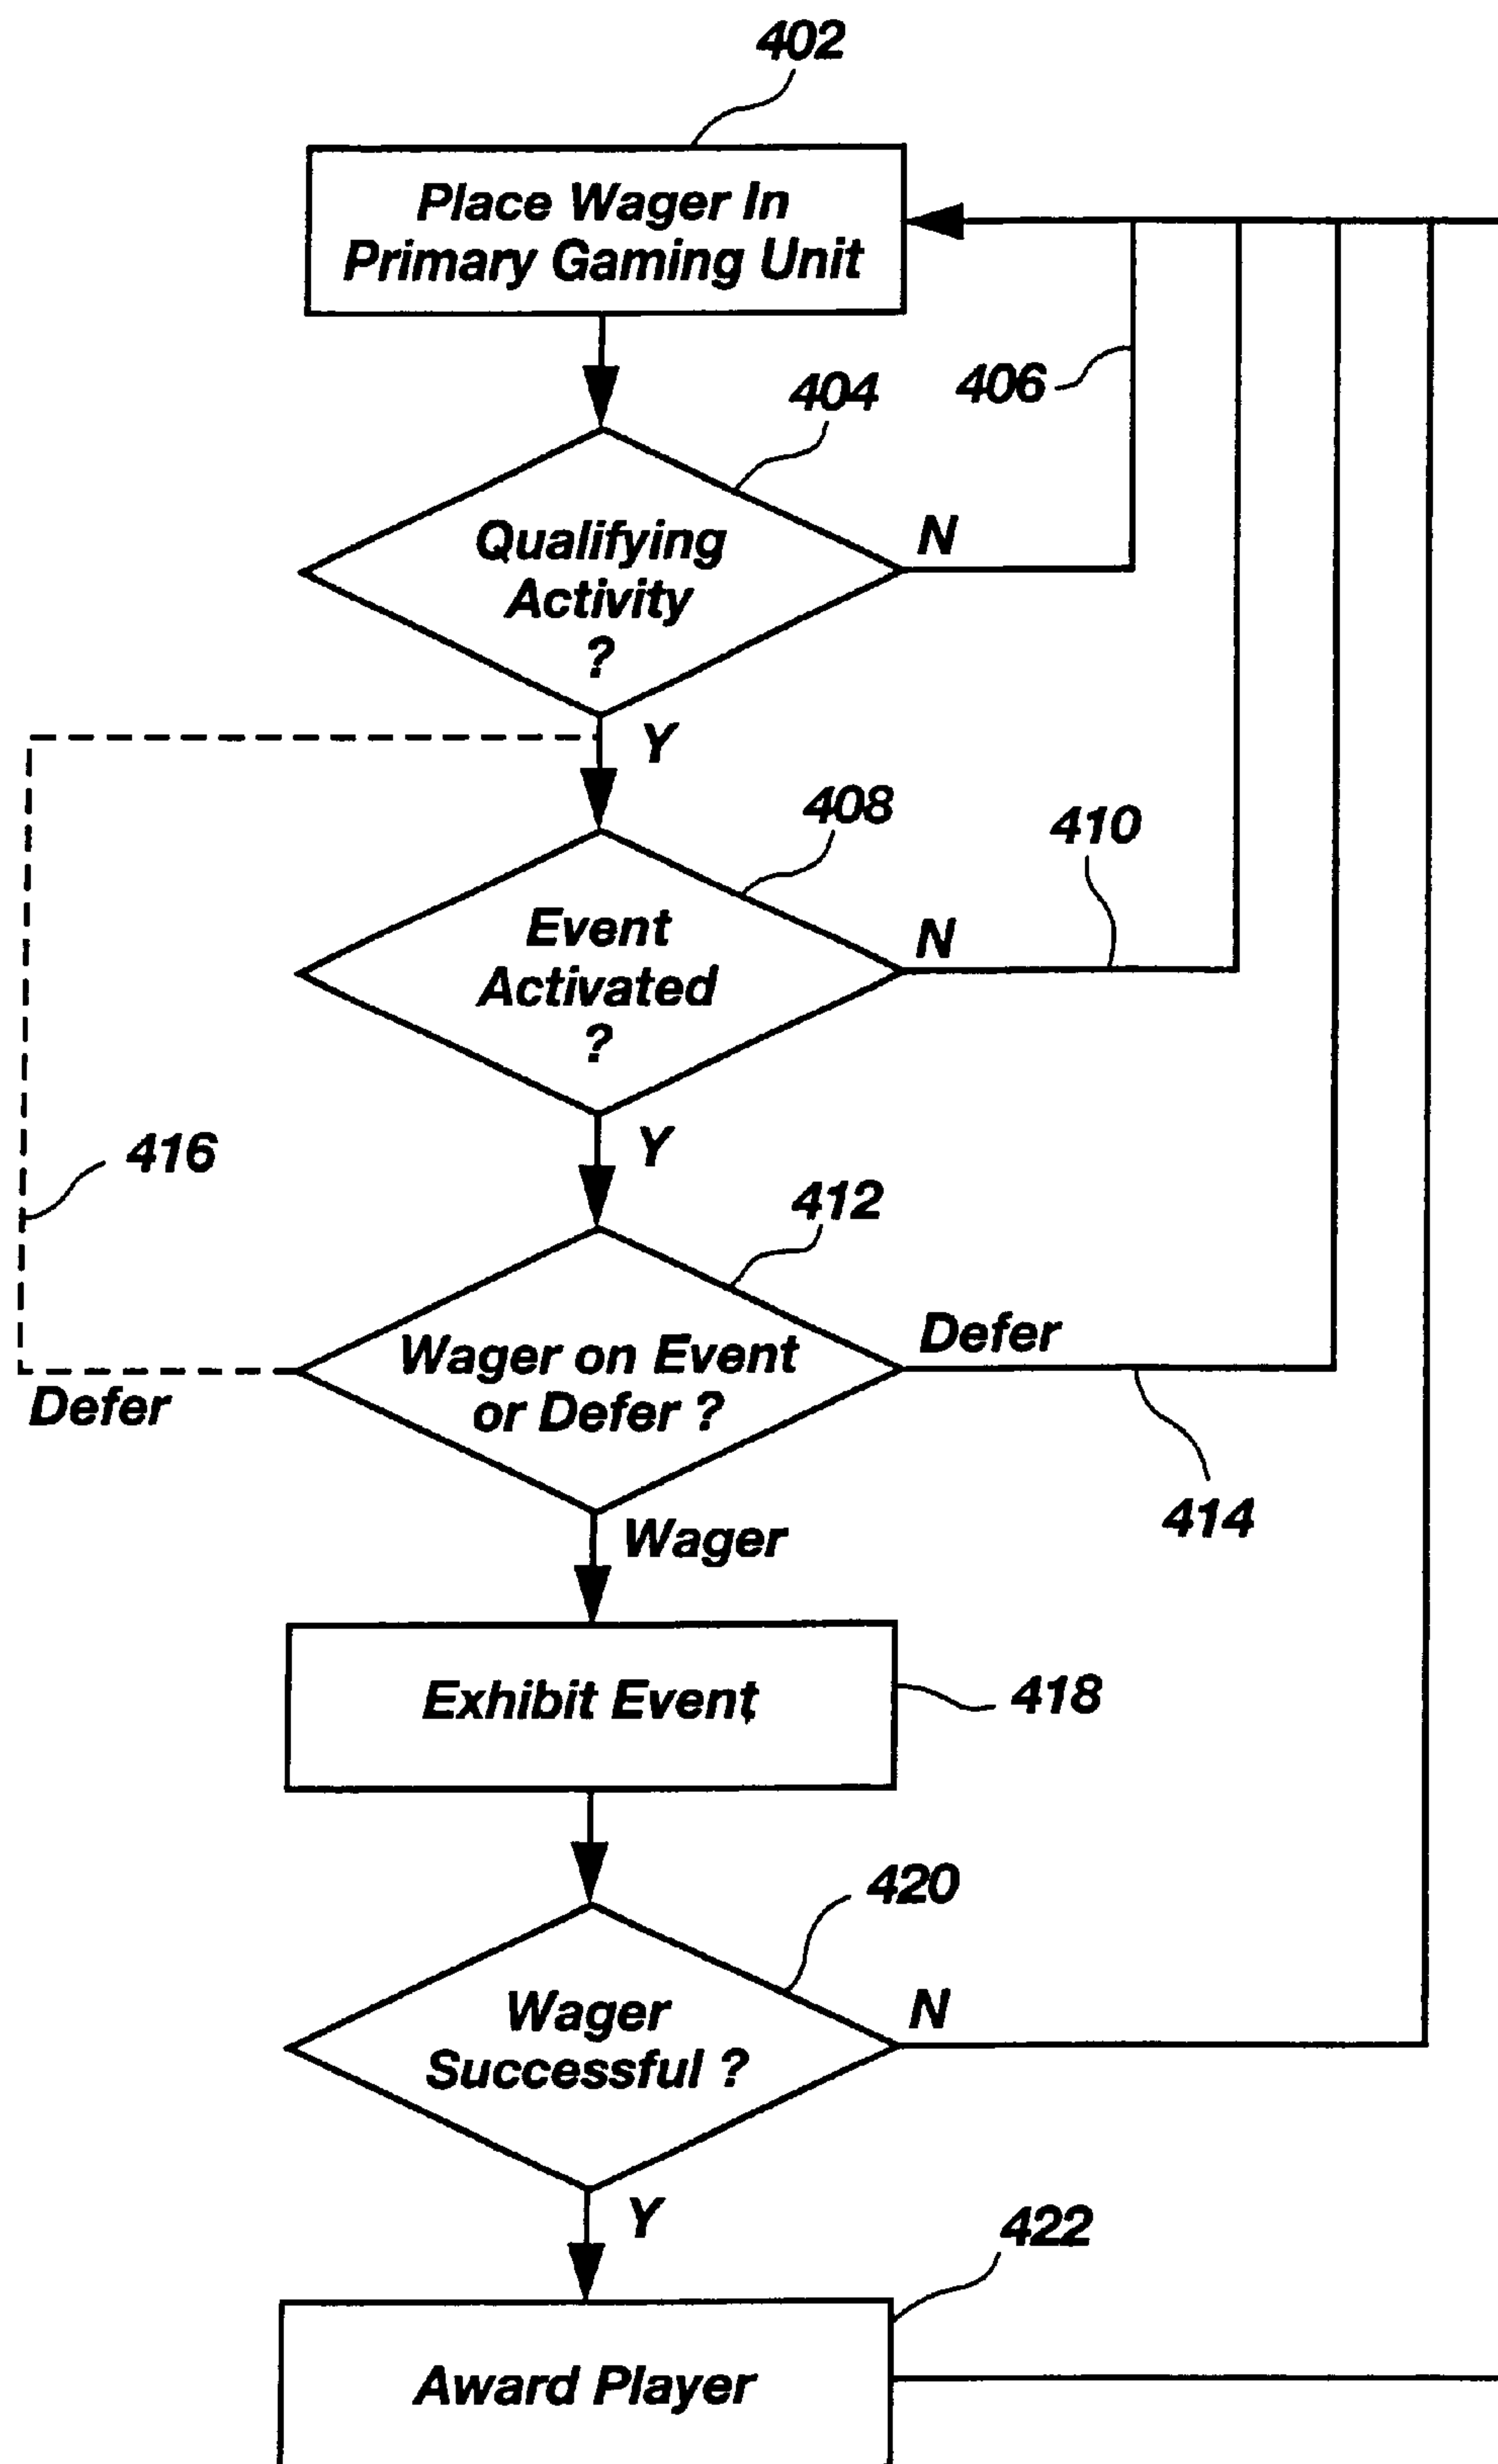 402
Place Wager In
Primary Gaming Unit
404
406
Qualifying
Activity
?
N
Y
408
410
Event
Activated
?
N
Y
416
412
Wager on Event
or Defer ?
Defer
Defer
414
Wager
Exhibit Event
418
420
Wager
Successful ?
N
Y
422
Award Player